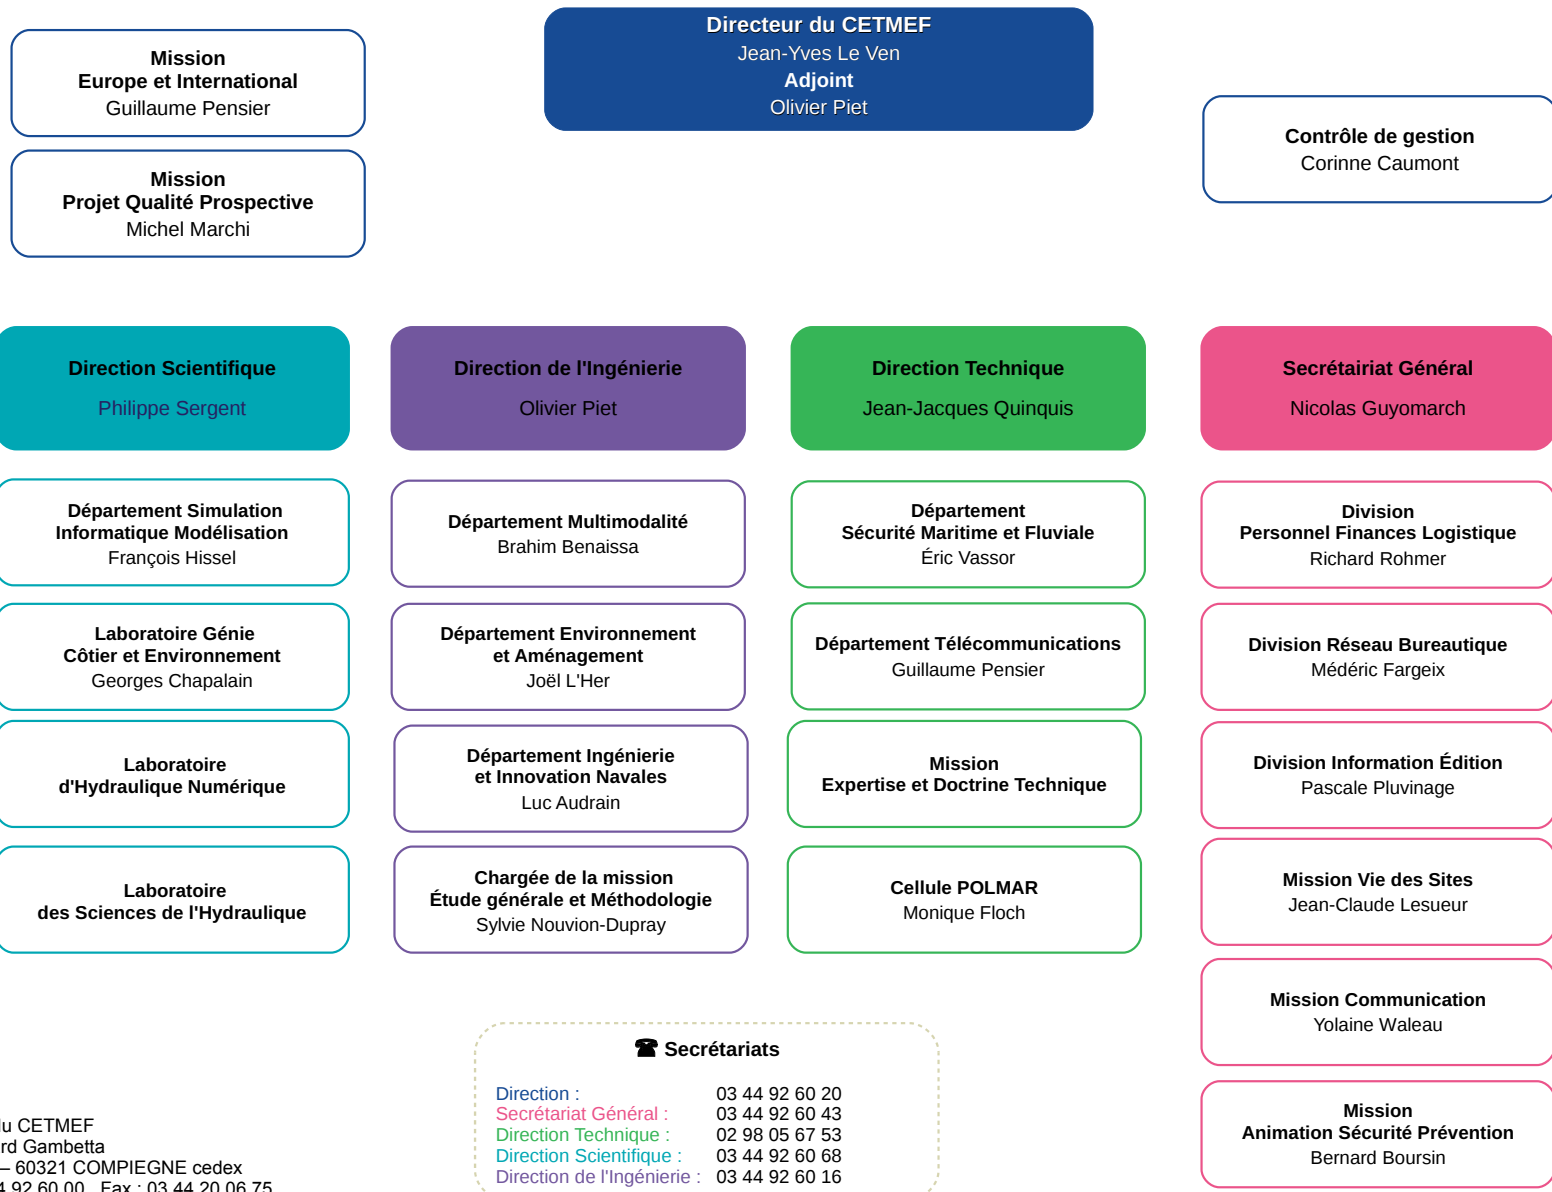 Directeur du CETMEF
Jean-Yves Le Ven
Adjoint
Olivier Piet
Mission
Europe et International
Guillaume Pensier
Mission
Projet Qualité Prospective
Michel Marchi
Contrôle de gestion
Corinne Caumont
Direction Scientifique
Philippe Sergent
Département Simulation
Informatique Modélisation
François Hissel
Laboratoire Génie
Côtier et Environnement
Georges Chapalain
Laboratoire
d'Hydraulique Numérique
Laboratoire
des Sciences de l'Hydraulique
Direction de l'Ingénierie
Olivier Piet
Département Multimodalité
Brahim Benaissa
Département Environnement
et Aménagement
Joël L'Her
Département Ingénierie
et Innovation Navales
Luc Audrain
Chargée de la mission
Étude générale et Méthodologie
Sylvie Nouvion-Dupray
Direction Technique
Jean-Jacques Quinquis
Département
Sécurité Maritime et Fluviale
Éric Vassor
Département Télécommunications
Guillaume Pensier
Mission
Expertise et Doctrine Technique
Cellule POLMAR
Monique Floch
Secrétairiat Général
Nicolas Guyomarch
Division
Personnel Finances Logistique
Richard Rohmer
Division Réseau Bureautique
Médéric Fargeix
Division Information Édition
Pascale Pluvinage
Mission Vie des Sites
Jean-Claude Lesueur
Mission Communication
Yolaine Waleau
Mission
Animation Sécurité Prévention
Bernard Boursin
☎ Secrétariats
Direction : 03 44 92 60 20
Secrétariat Général : 03 44 92 60 43
Direction Technique : 02 98 05 67 53
Direction Scientifique : 03 44 92 60 68
Direction de l'Ingénierie : 03 44 92 60 16
du CETMEF
rd Gambetta
– 60321 COMPIEGNE cedex
4 92 60 00 Fax : 03 44 20 06 75